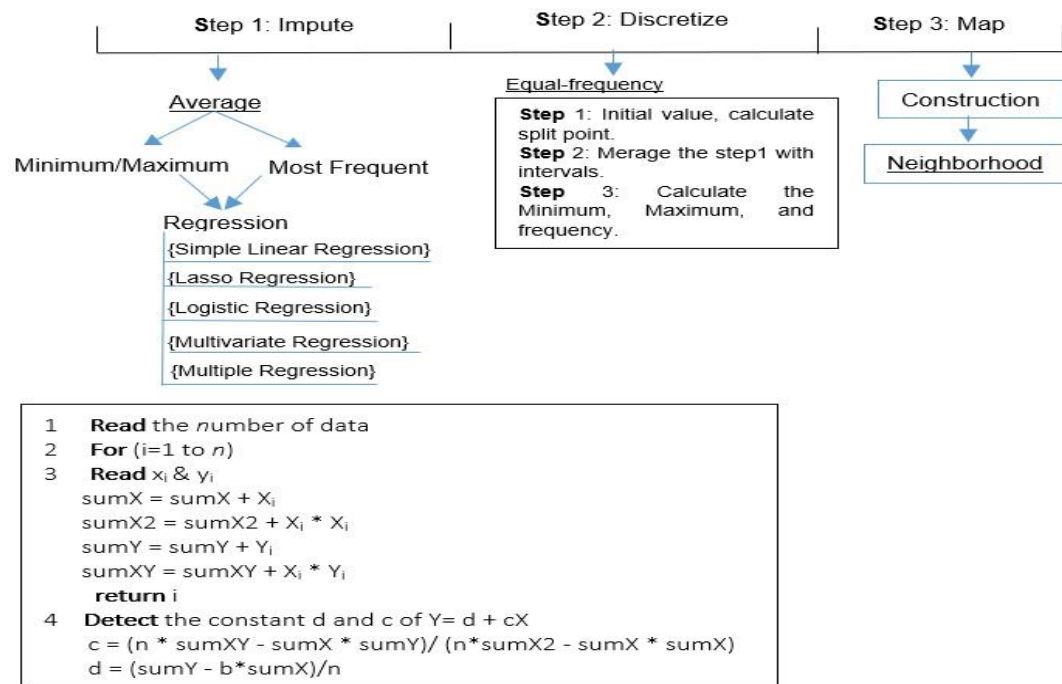 Step 1: Impute
Step 2: Discretize
Step 3: Map
Average
Minimum/Maximum
Most Frequent
Regression
{Simple Linear Regression}
{Lasso Regression}
{Logistic Regression}
{Multivariate Regression}
{Multiple Regression}
Equal-frequency
Step 1: Initial value, calculate
split point.
Step 2: Merage the step1 with
intervals.
Step 3: Calculate the
Minimum, Maximum, and
frequency.
Construction
Neighborhood
1 Read the number of data
2 For (i=1 to n)
3 Read xᵢ & yᵢ
sumX = sumX + Xᵢ
sumX2 = sumX2 + Xᵢ * Xᵢ
sumY = sumY + Yᵢ
sumXY = sumXY + Xᵢ * Yᵢ
return i
4 Detect the constant d and c of Y= d + cX
c = (n * sumXY - sumX * sumY)/ (n*sumX2 - sumX * sumX)
d = (sumY - b*sumX)/n